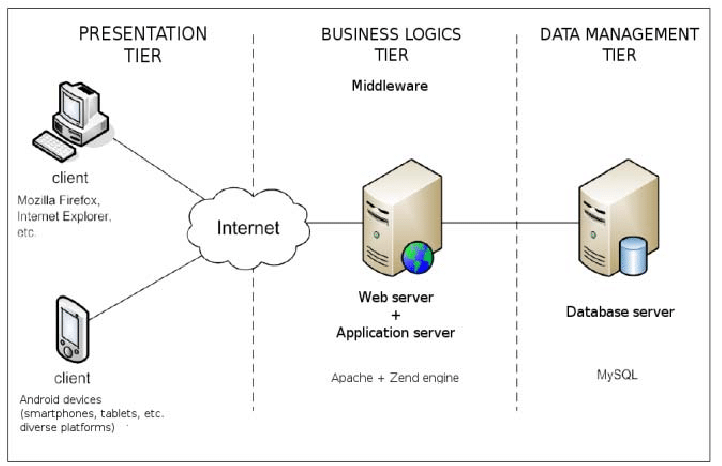 PRESENTATION
TIER
BUSINESS LOGICS
TIER
DATA MANAGEMENT
TIER
Middleware
client
Mozilla Firefox,
Internet Explorer,
etc.
Internet
Web server
+
Application server
Apache + Zend engine
Database server
MySQL
client
Android devices
(smartphones, tablets, etc.
diverse platforms)